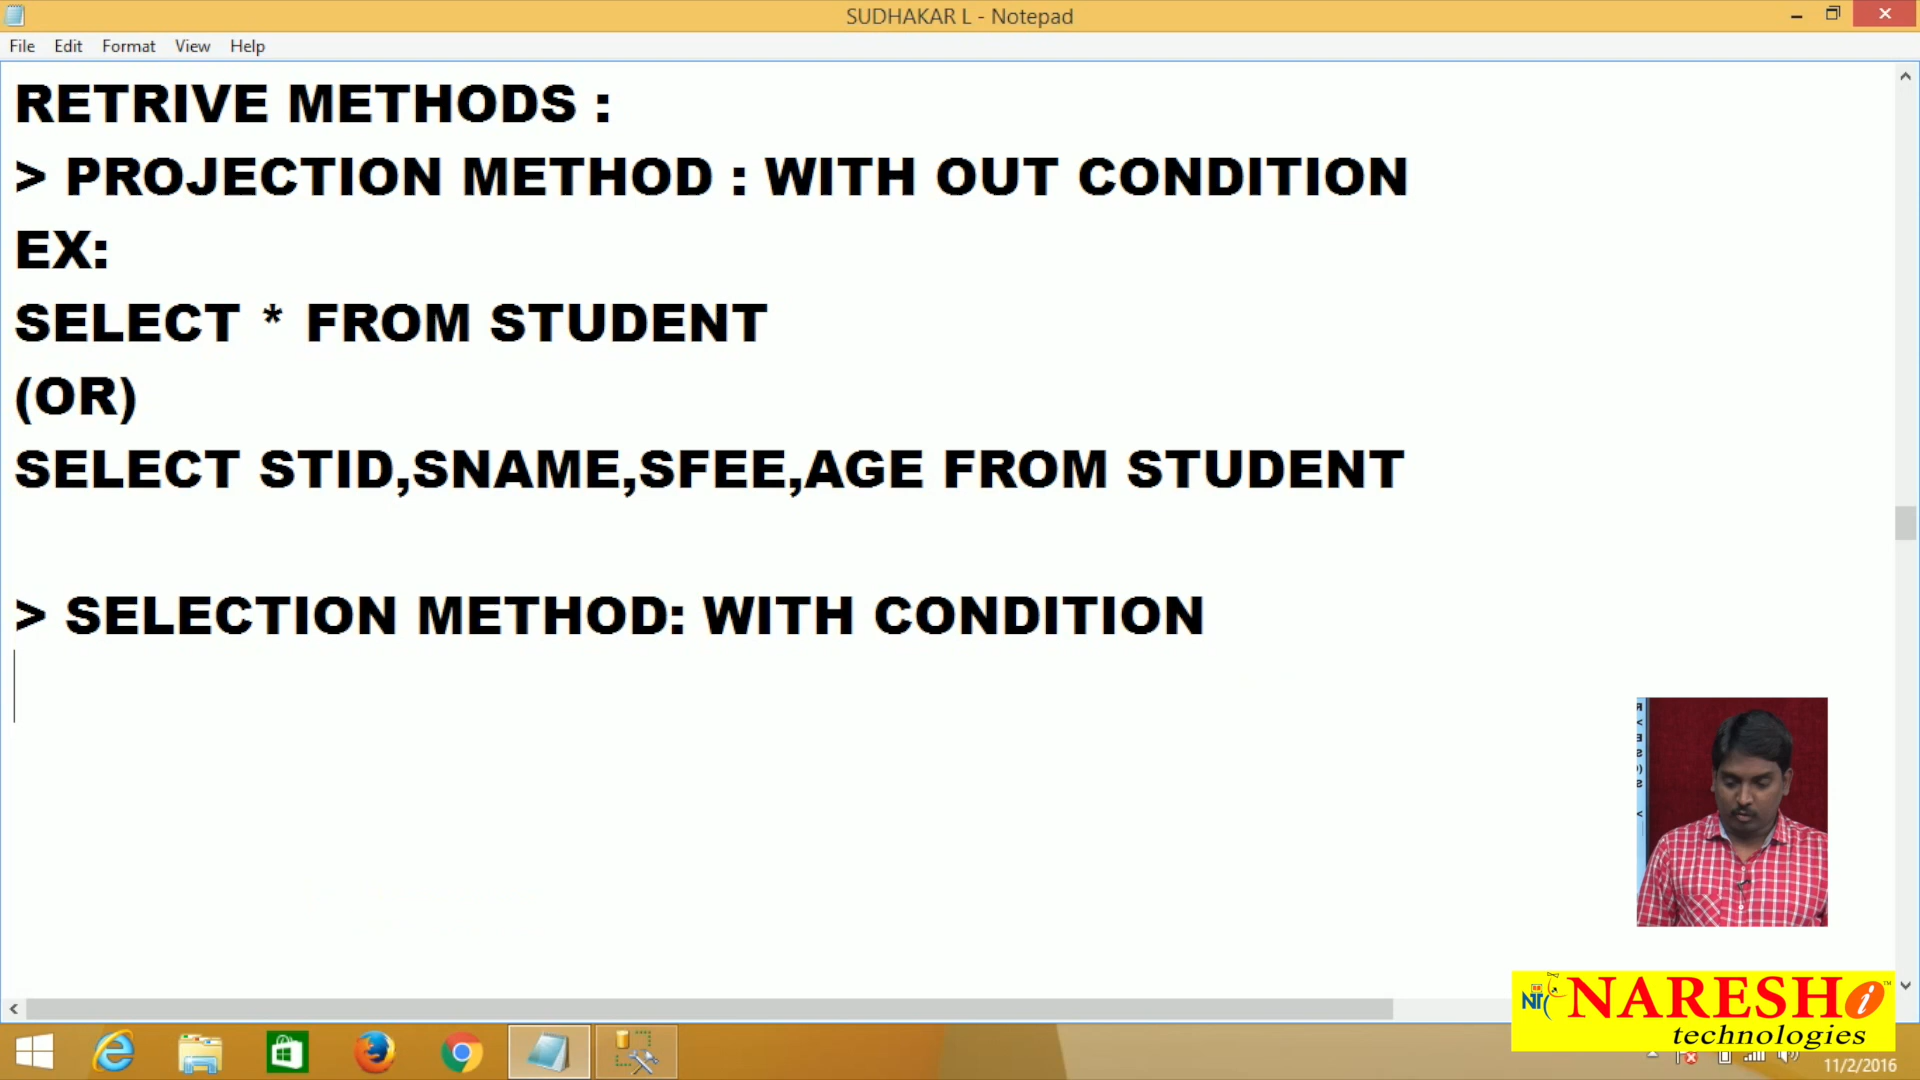 SUDHAKAR L - Notepad
File Edit Format View Help
RETRIVE METHODS :
> PROJECTION METHOD : WITH OUT CONDITION
EX:
SELECT * FROM STUDENT
(OR)
SELECT STID,SNAME,SFEE,AGE FROM STUDENT
> SELECTION METHOD: WITH CONDITION
NARESH i
technologies
11/2/2016